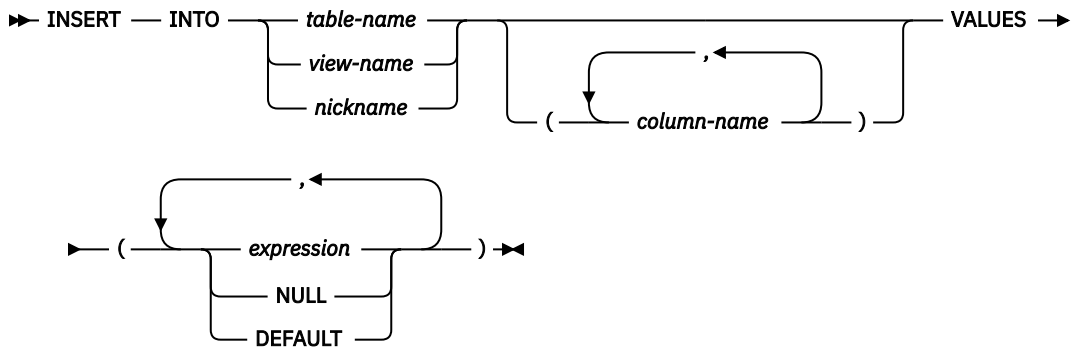 INSERT INTO table-name VALUES
view-name ,
nickname
( column-name )
,
( expression )
NULL
DEFAULT